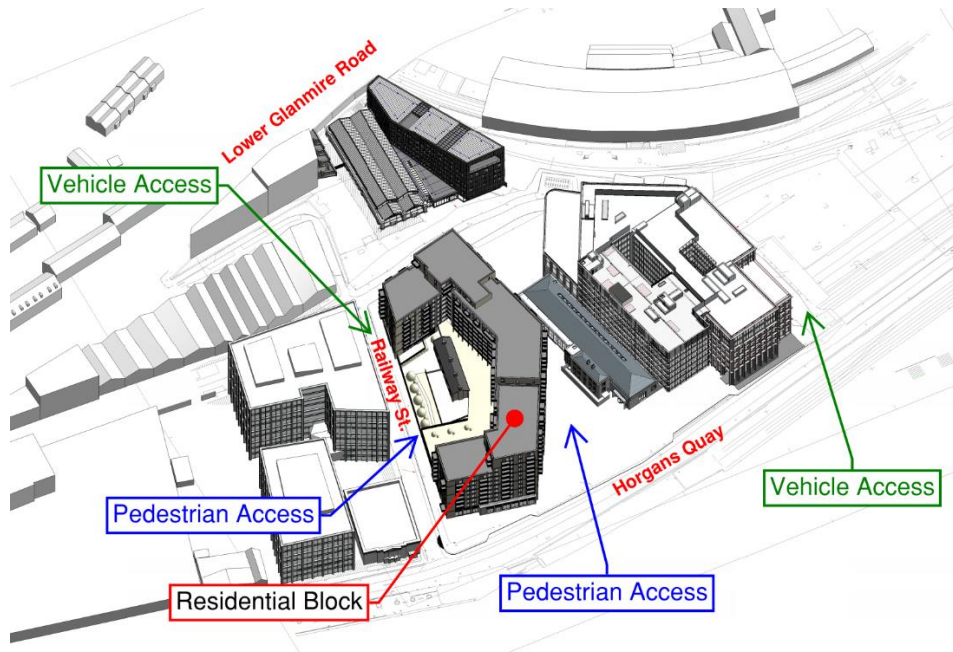 Lower Glanmire Road
Vehicle Access
Railway St.
Horgans Quay
Vehicle Access
Pedestrian Access
Pedestrian Access
Residential Block